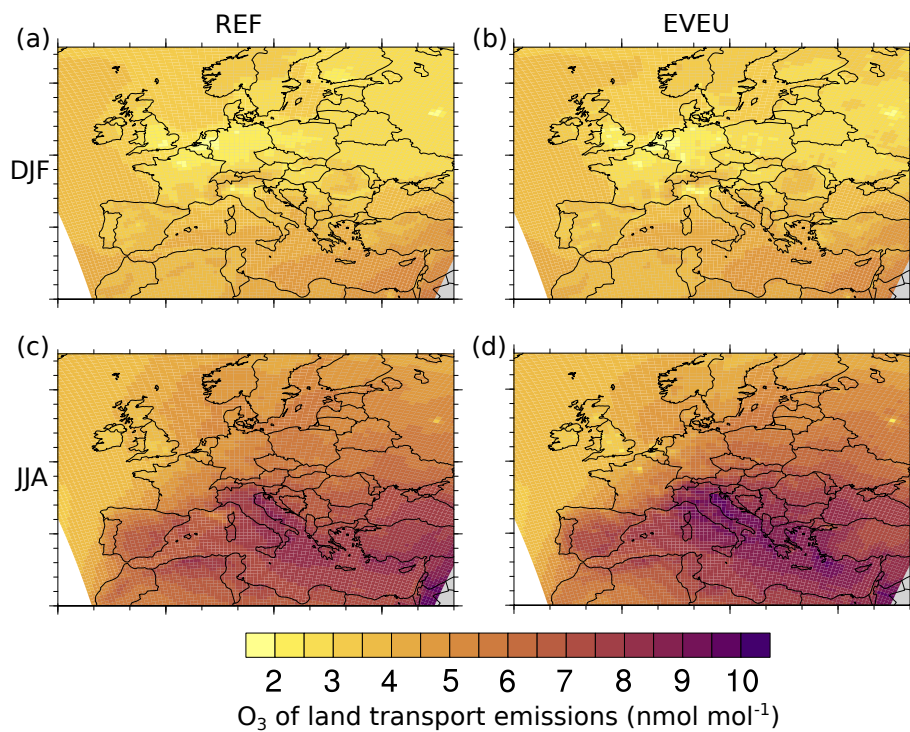 REF EVEU
(a) (b)
DJF
(c) (d)
JJA
2 3 4 5 6 7 8 9 10
O₃ of land transport emissions (nmol mol⁻¹)